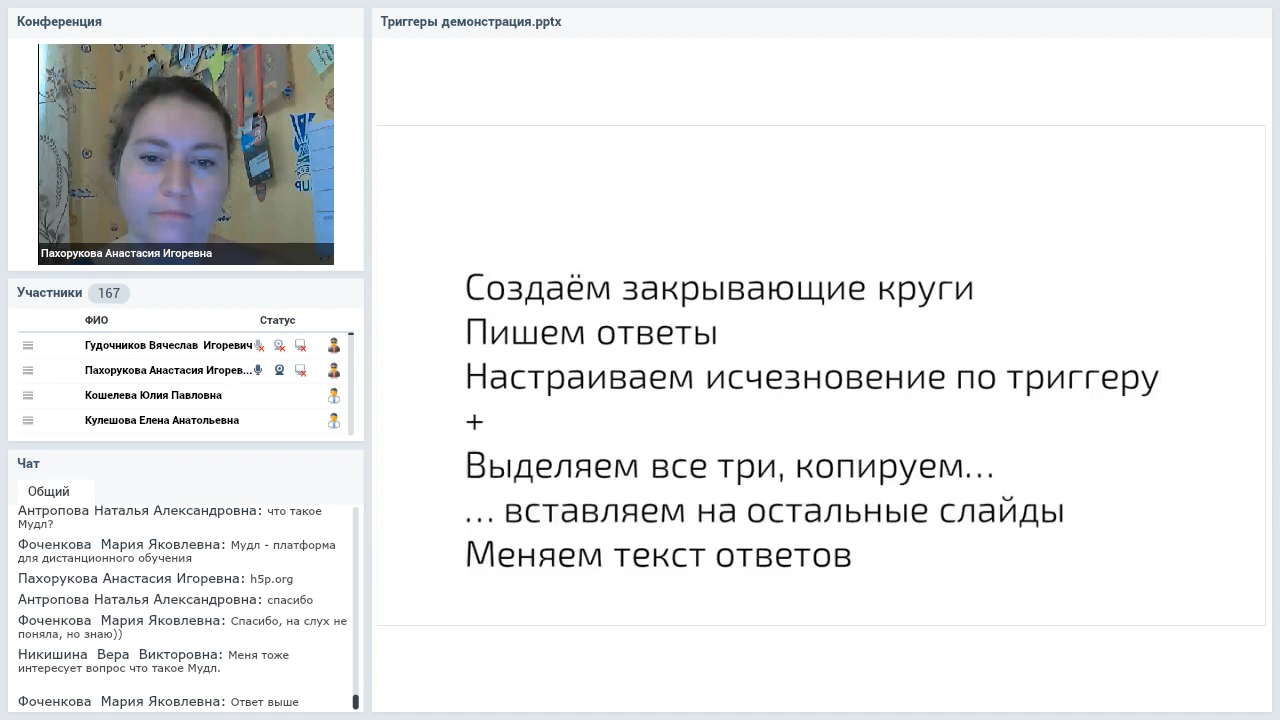 Конференция
Пахорукова Анастасия Игоревна
Участники 167
ФИО Статус
Гудочников Вячеслав Игоревич
Пахорукова Анастасия Игорев...
Кошелева Юлия Павловна
Кулешова Елена Анатольевна
Чат
Общий
Антропова Наталья Александровна: что такое
Мудл?
Фоченкова Мария Яковлевна: Мудл - платформа
для дистанционного обучения
Пахорукова Анастасия Игоревна: h5p.org
Антропова Наталья Александровна: спасибо
Фоченкова Мария Яковлевна: Спасибо, на слух не
поняла, но знаю))
Никишина Вера Викторовна: Меня тоже
интересует вопрос что такое Мудл.
Фоченкова Мария Яковлевна: Ответ выше
Триггеры демонстрация.pptx
Создаём закрывающие круги
Пишем ответы
Настраиваем исчезновение по триггеру
+
Выделяем все три, копируем...
... вставляем на остальные слайды
Меняем текст ответов